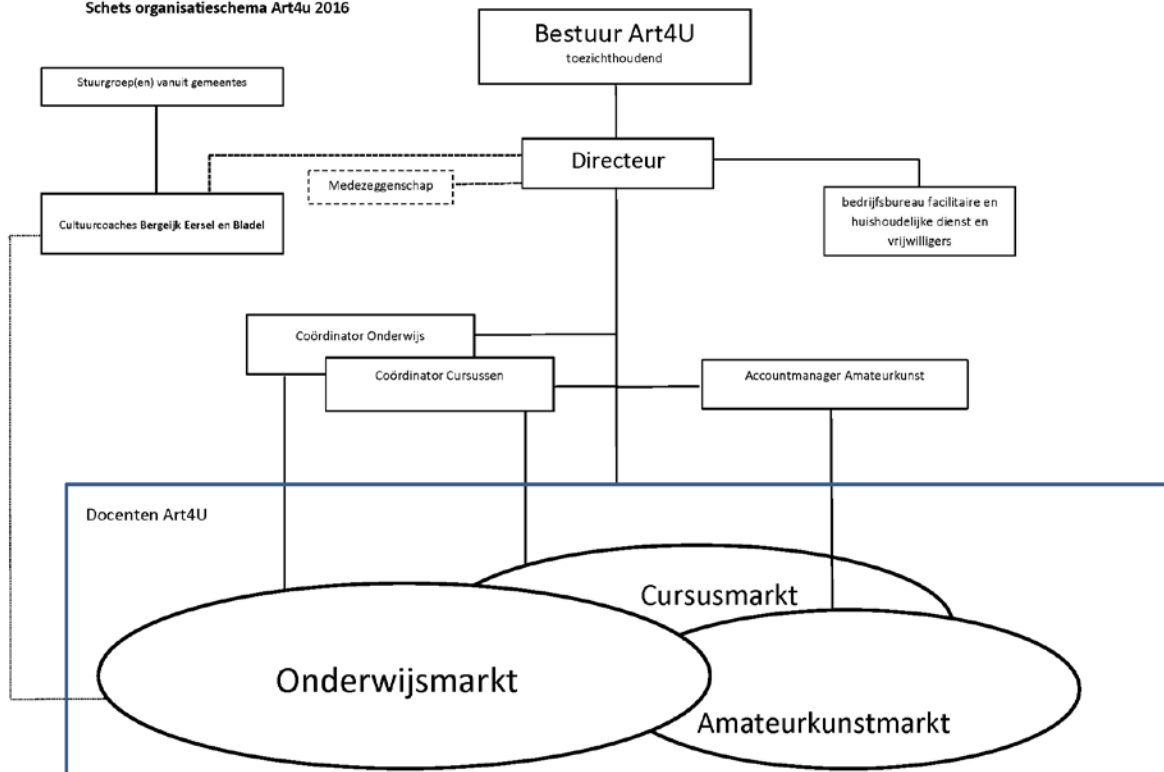 Schets organisatieschema Art4u 2016
Bestuur Art4U
toezichthoudend
Stuurgroep(en) vanuit gemeentes
Directeur
Medezeggenschap
Cultuurcoaches Bergeijk Eersel en Bladel
bedrijfsbureau facilitaire en
huishoudelijke dienst en
vrijwilligers
Coördinator Onderwijs
Coördinator Cursussen
Accountmanager Amateurkunst
Docenten Art4U
Cursusmarkt
Onderwijsmarkt
Amateurkunstmarkt